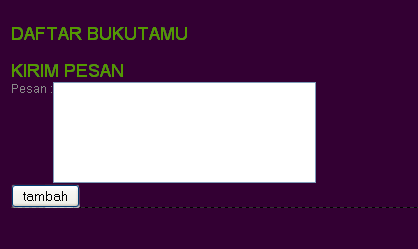 DAFTAR BUKUTAMU
KIRIM PESAN
Pesan :
tambah